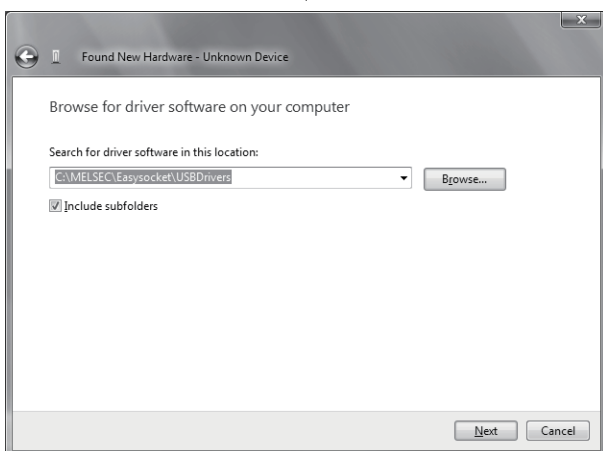 Found New Hardware - Unknown Device
Browse for driver software on your computer
Search for driver software in this location:
C:\MELSEC\Easysocket\USBDrivers
Browse...
Include subfolders
Next
Cancel